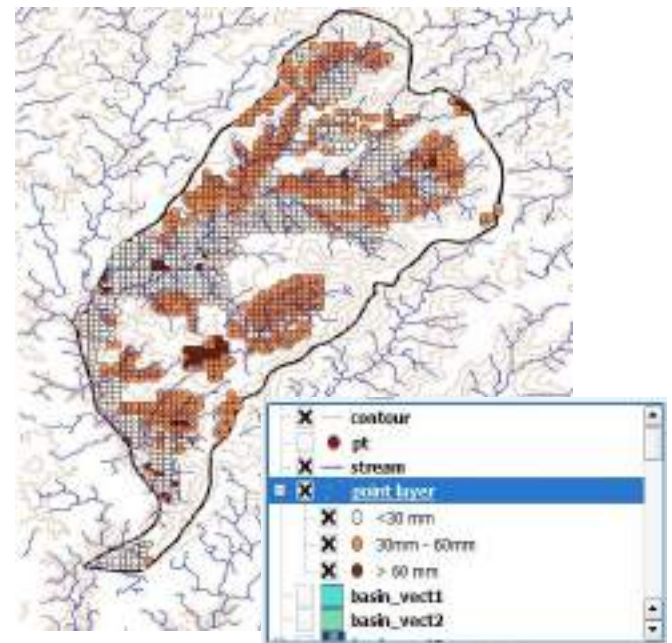 contour
pt
stream
point layer
<30 mm
30mm - 60mm
> 60 mm
basin_vect1
basin_vect2